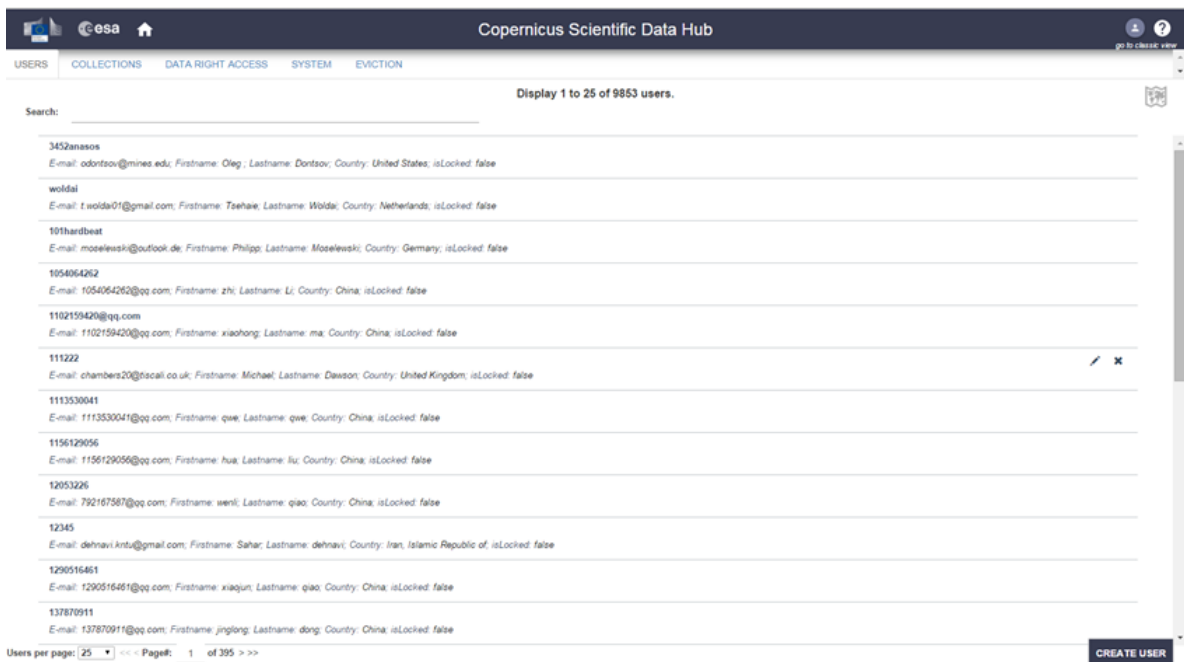 esa
Copernicus Scientific Data Hub
go to classic view
USERS COLLECTIONS DATA RIGHT ACCESS SYSTEM EVICTION
Display 1 to 25 of 9853 users.
Search:
3452anasos
E-mail: odontsov@mines.edu; Firstname: Oleg ; Lastname: Dontsov; Country: United States; isLocked: false
woldai
E-mail: t.woldai01@gmail.com; Firstname: Tsehaie; Lastname: Woldai; Country: Netherlands; isLocked: false
101hardbeat
E-mail: moselewski@outlook.de; Firstname: Philipp; Lastname: Moselewski; Country: Germany; isLocked: false
1054064262
E-mail: 1054064262@qq.com; Firstname: zhi; Lastname: Li; Country: China; isLocked: false
1102159420@qq.com
E-mail: 1102159420@qq.com; Firstname: xiaohong; Lastname: ma; Country: China; isLocked: false
111222
E-mail: chambers20@tiscali.co.uk; Firstname: Michael; Lastname: Dawson; Country: United Kingdom; isLocked: false
1113530041
E-mail: 1113530041@qq.com; Firstname: qwe; Lastname: qwe; Country: China; isLocked: false
1156129056
E-mail: 1156129056@qq.com; Firstname: hua; Lastname: liu; Country: China; isLocked: false
12053226
E-mail: 792167587@qq.com; Firstname: wenli; Lastname: qiao; Country: China; isLocked: false
12345
E-mail: dehnavi.kntu@gmail.com; Firstname: Sahar; Lastname: dehnavi; Country: Iran, Islamic Republic of; isLocked: false
1290516461
E-mail: 1290516461@qq.com; Firstname: xiaojun; Lastname: qiao; Country: China; isLocked: false
137870911
E-mail: 137870911@qq.com; Firstname: jinglong; Lastname: dong; Country: China; isLocked: false
Users per page: 25 << < Page#: 1 of 395 > >> CREATE USER